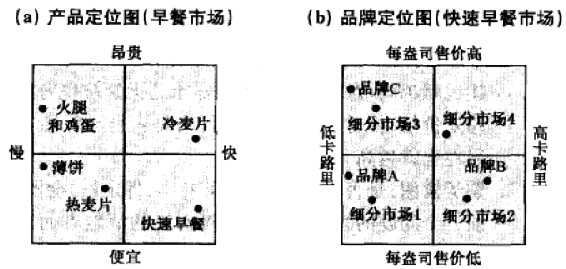 (a) 产品定位图(早餐市场)
昂贵
火腿
和鸡蛋
冷麦片
慢
快
薄饼
热麦片
快速早餐
便宜
(b) 品牌定位图(快速早餐市场)
每盎司售价高
品牌C
细分市场3
细分市场4
低卡路里
高卡路里
品牌A
品牌B
细分市场1
细分市场2
每盎司售价低